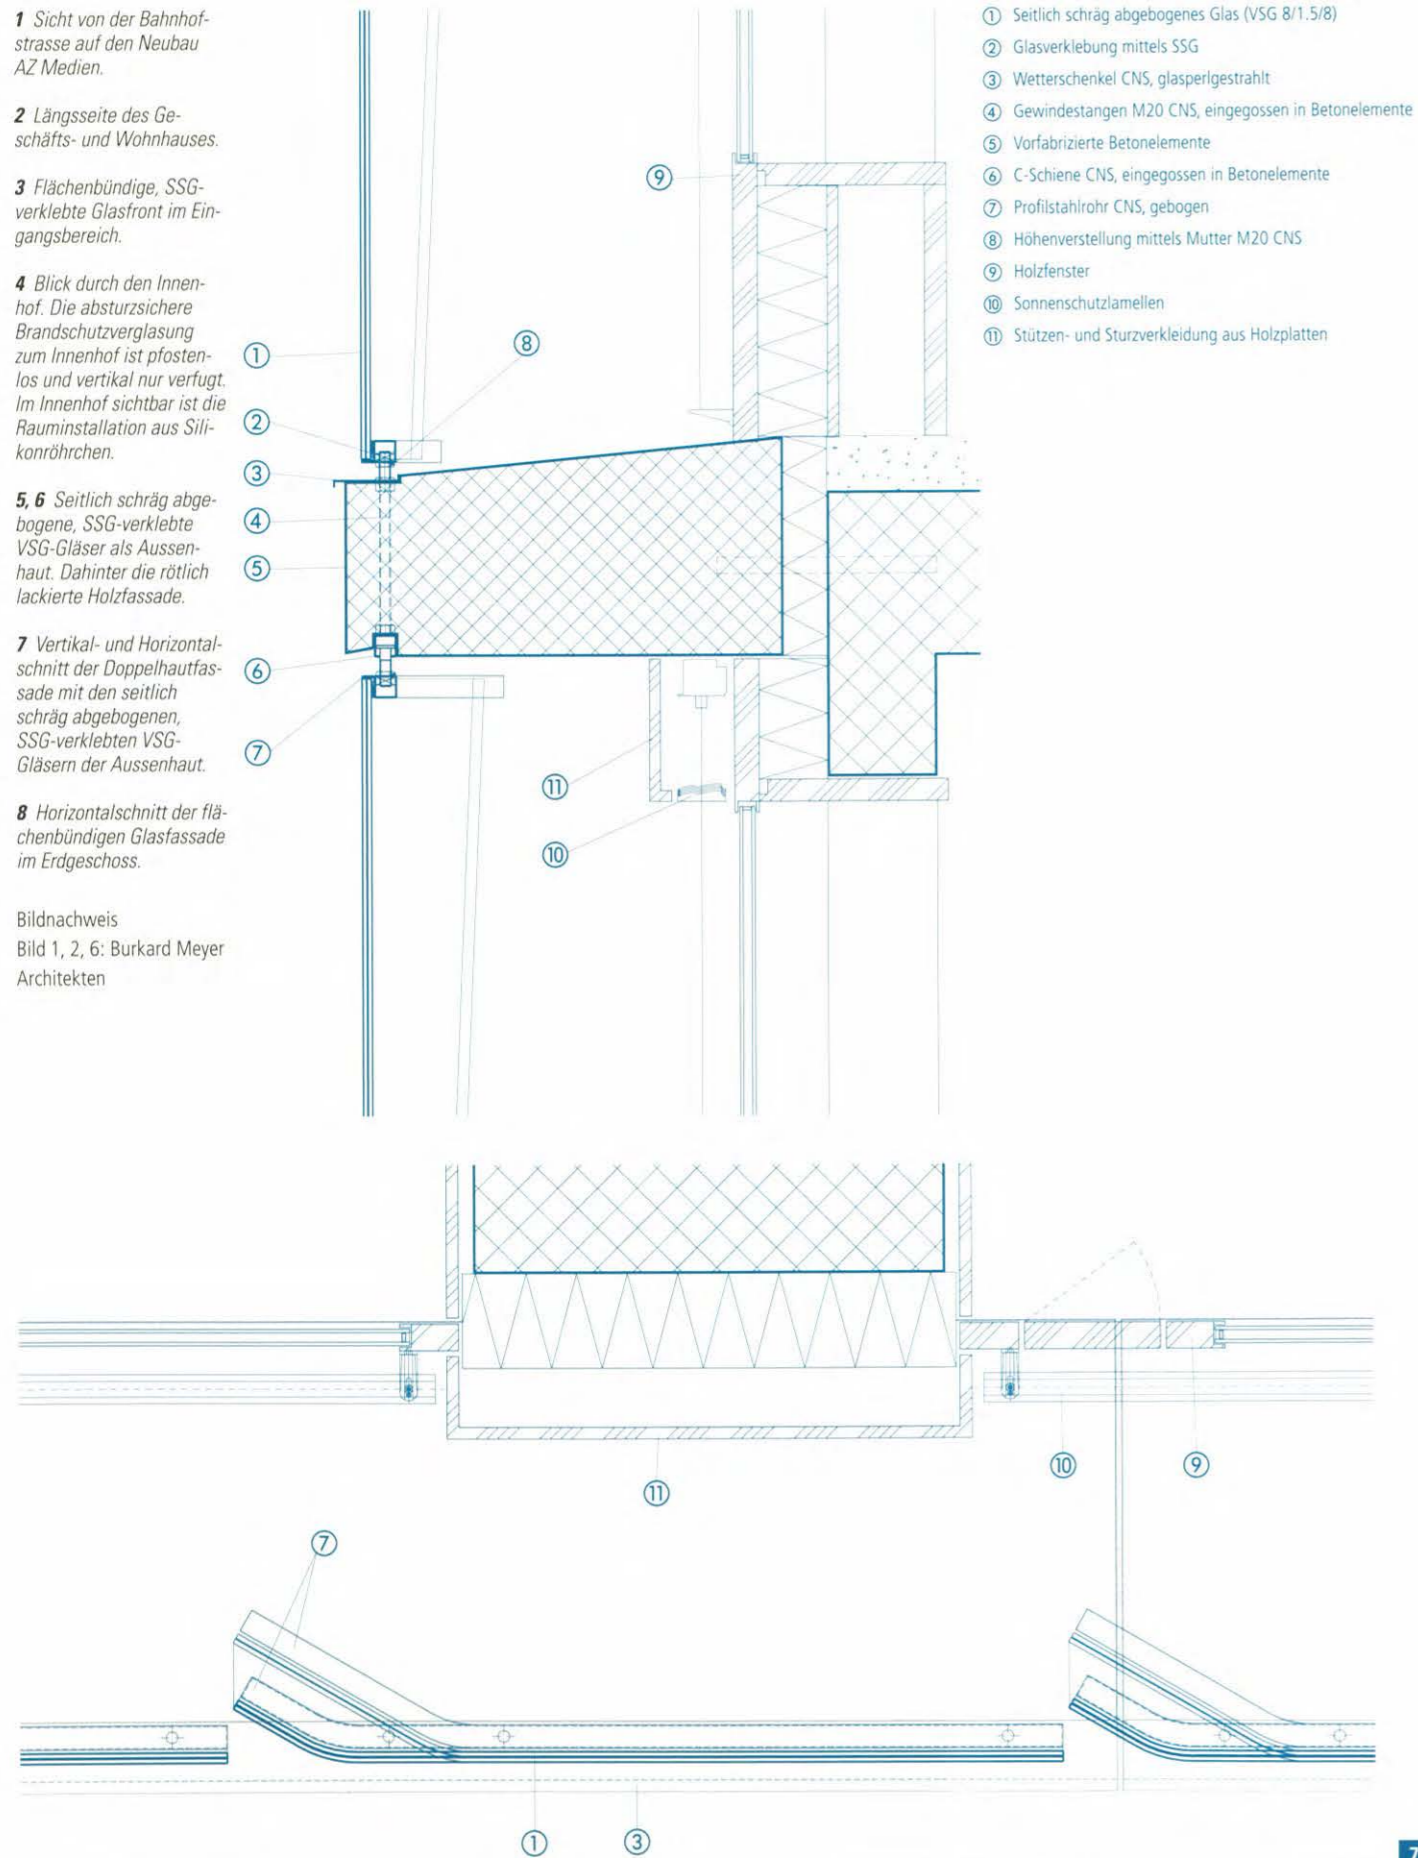 1 Sicht von der Bahnhof-
strasse auf den Neubau
AZ Medien.
2 Längsseite des Ge-
schäfts- und Wohnhauses.
3 Flächenbündige, SSG-
verklebte Glasfront im Ein-
gangsbereich.
4 Blick durch den Innen-
hof. Die absturzsichere
Brandschutzverglasung
zum Innenhof ist pfosten-
los und vertikal nur verfugt.
Im Innenhof sichtbar ist die
Rauminstallation aus Sili-
konröhrchen.
5, 6 Seitlich schräg abge-
bogene, SSG-verklebte
VSG-Gläser als Aussen-
haut. Dahinter die rötlich
lackierte Holzfassade.
7 Vertikal- und Horizontal-
schnitt der Doppelhautfas-
sade mit den seitlich
schräg abgebogenen,
SSG-verklebten VSG-
Gläsern der Aussenhaut.
8 Horizontalschnitt der flä-
chenbündigen Glasfassade
im Erdgeschoss.
Bildnachweis
Bild 1, 2, 6: Burkard Meyer
Architekten
① Seitlich schräg abgebogenes Glas (VSG 8/1.5/8)
② Glasverklebung mittels SSG
③ Wetterschenkel CNS, glasperlgestrahlt
④ Gewindestangen M20 CNS, eingegossen in Betonelemente
⑤ Vorfabrizierte Betonelemente
⑥ C-Schiene CNS, eingegossen in Betonelemente
⑦ Profilstahlrohr CNS, gebogen
⑧ Höhenverstellung mittels Mutter M20 CNS
⑨ Holzfenster
⑩ Sonnenschutzlamellen
⑪ Stützen- und Sturzverkleidung aus Holzplatten
⑨
⑧
①
②
③
④
⑤
⑥
⑦
⑪
⑩
⑩
⑨
⑪
⑦
①
③
7